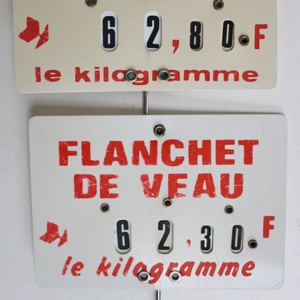 62,80 F
le kilogramme
FLANCHET
DE VEAU
62,30 F
le kilogramme